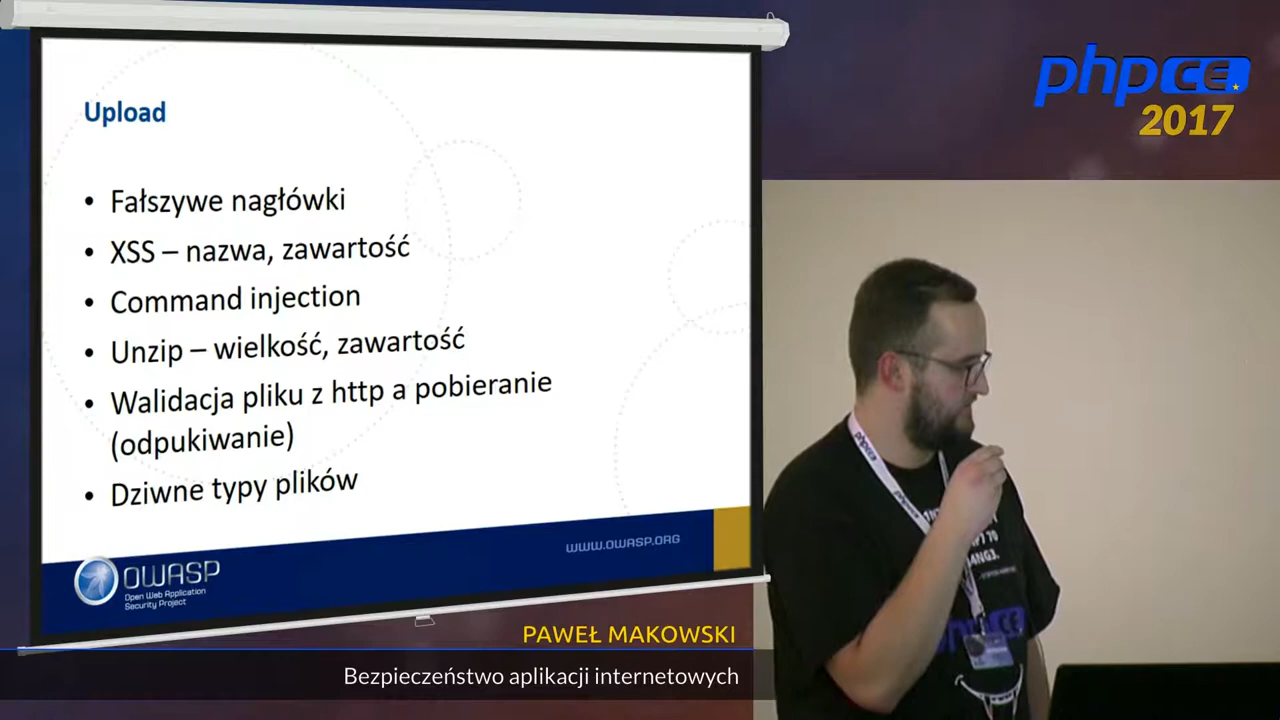 Upload
• Fałszywe nagłówki
• XSS – nazwa, zawartość
• Command injection
• Unzip – wielkość, zawartość
• Walidacja pliku z http a pobieranie
(odpukiwanie)
• Dziwne typy plików
WWW.OWASP.ORG
OWASP
Open Web Application
Security Project
phpCE
2017
PAWEŁ MAKOWSKI
Bezpieczeństwo aplikacji internetowych
phpCE